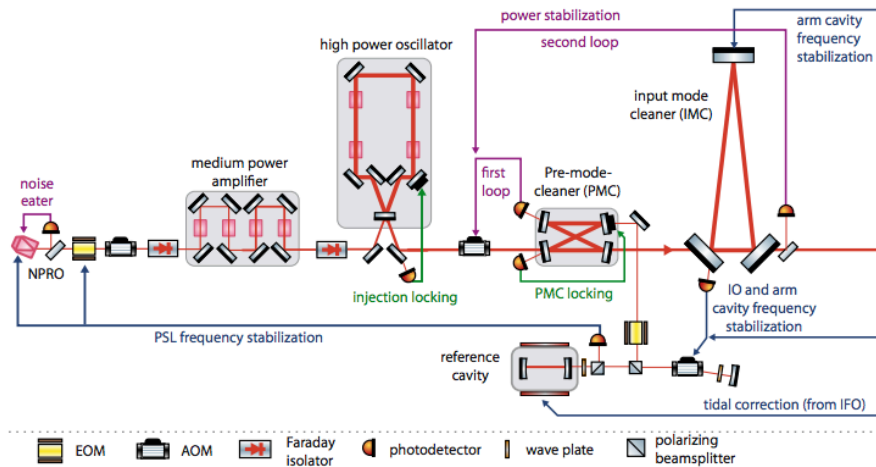 power stabilization
second loop
arm cavity
frequency
stabilization
high power oscillator
input mode
cleaner (IMC)
medium power
amplifier
first
loop
Pre-mode-
cleaner (PMC)
noise
eater
NPRO
injection locking
PMC locking
IO and arm
cavity frequency
stabilization
PSL frequency stabilization
reference
cavity
tidal correction (from IFO)
EOM
AOM
Faraday
isolator
photodetector
wave plate
polarizing
beamsplitter